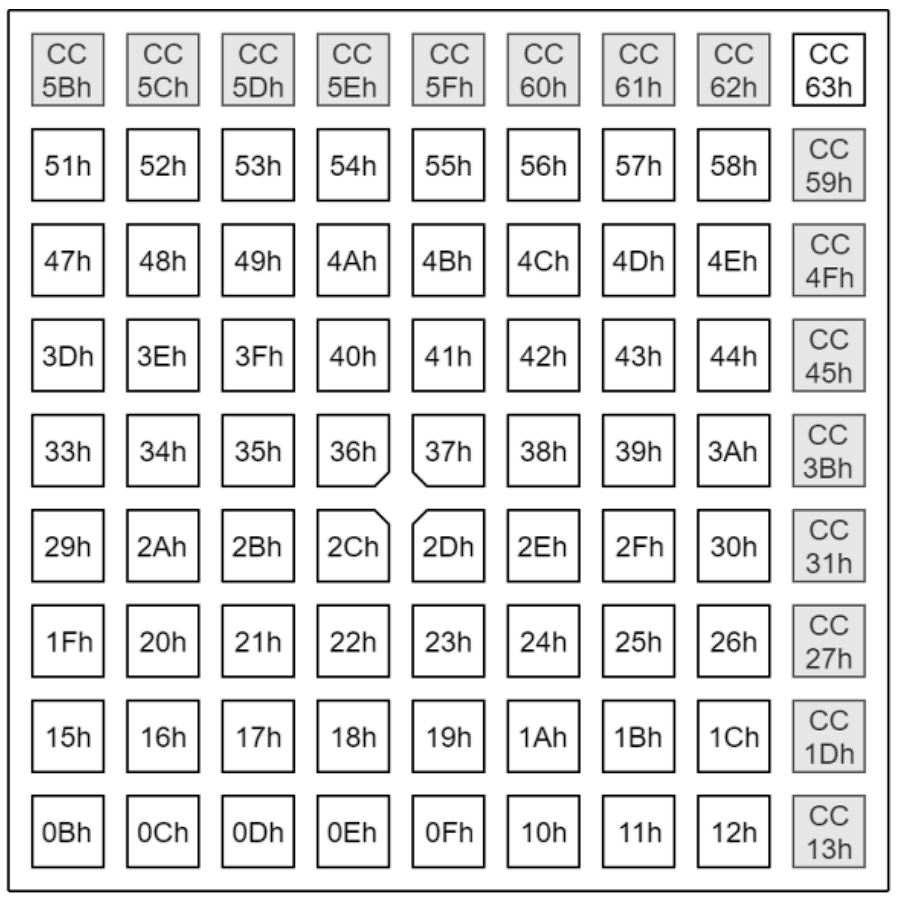 CC CC CC CC CC CC CC CC CC
5Bh 5Ch 5Dh 5Eh 5Fh 60h 61h 62h 63h
51h 52h 53h 54h 55h 56h 57h 58h CC 59h
47h 48h 49h 4Ah 4Bh 4Ch 4Dh 4Eh CC 4Fh
3Dh 3Eh 3Fh 40h 41h 42h 43h 44h CC 45h
33h 34h 35h 36h 37h 38h 39h 3Ah CC 3Bh
29h 2Ah 2Bh 2Ch 2Dh 2Eh 2Fh 30h CC 31h
1Fh 20h 21h 22h 23h 24h 25h 26h CC 27h
15h 16h 17h 18h 19h 1Ah 1Bh 1Ch CC 1Dh
0Bh 0Ch 0Dh 0Eh 0Fh 10h 11h 12h CC 13h